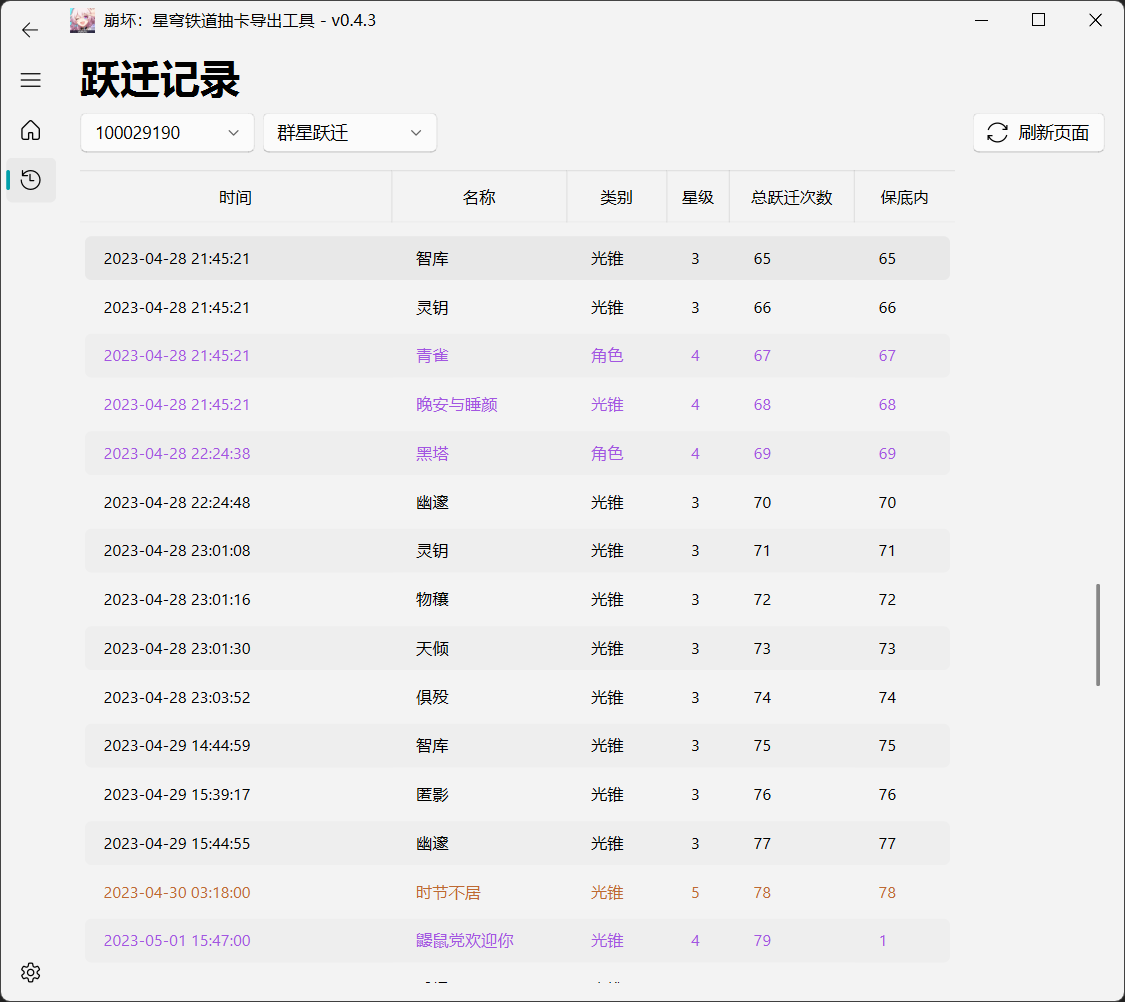 崩坏：星穹铁道抽卡导出工具 - v0.4.3
跃迁记录
100029190 群星跃迁 刷新页面
时间 名称 类别 星级 总跃迁次数 保底内
2023-04-28 21:45:21 智库 光锥 3 65 65
2023-04-28 21:45:21 灵钥 光锥 3 66 66
2023-04-28 21:45:21 青雀 角色 4 67 67
2023-04-28 21:45:21 晚安与睡颜 光锥 4 68 68
2023-04-28 22:24:38 黑塔 角色 4 69 69
2023-04-28 22:24:48 幽邃 光锥 3 70 70
2023-04-28 23:01:08 灵钥 光锥 3 71 71
2023-04-28 23:01:16 物穰 光锥 3 72 72
2023-04-28 23:01:30 天倾 光锥 3 73 73
2023-04-28 23:03:52 俱殁 光锥 3 74 74
2023-04-29 14:44:59 智库 光锥 3 75 75
2023-04-29 15:39:17 匿影 光锥 3 76 76
2023-04-29 15:44:55 幽邃 光锥 3 77 77
2023-04-30 03:18:00 时节不居 光锥 5 78 78
2023-05-01 15:47:00 鼹鼠党欢迎你 光锥 4 79 1